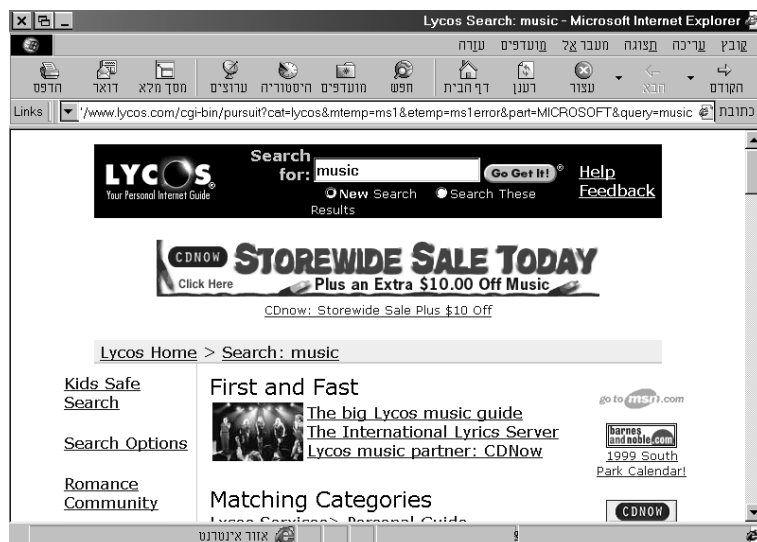 Lycos Search: music - Microsoft Internet Explorer
קובץ עריכה תצוגה מעבר אל מועדפים עזרה
הקודם הבא עצור רענן דף הבית חפש מועדפים היסטוריה ערוצים מסך מלא דואר הדפס
כתובת '/www.lycos.com/cgi-bin/pursuit?cat=lycos&mtemp=ms1&etemp=ms1error&part=MICROSOFT&query=music Links
LYCOS Search for: music Go Get It! Help
® Your Personal Internet Guide New Search Search These Results Feedback
CDNOW STOREWIDE SALE TODAY
Click Here Plus an Extra $10.00 Off Music
CDnow: Storewide Sale Plus $10 Off
Lycos Home > Search: music
Kids Safe Search
Search Options
Romance Community
First and Fast
The big Lycos music guide
The International Lyrics Server
Lycos music partner: CDNow
Matching Categories
Lycos Services> Personal Guide
go to msn.com
barnes and noble.com
1999 South
Park Calendar!
CDNOW
אזור אינטרנט